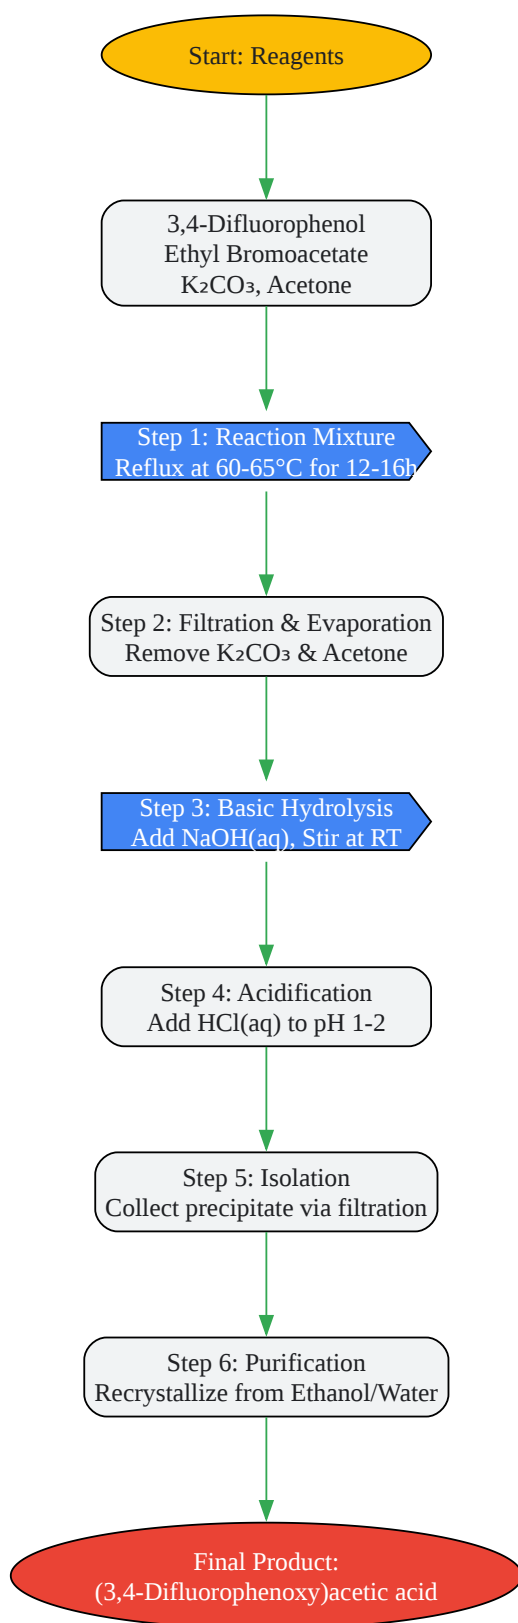 Start: Reagents
3,4-Difluorophenol
Ethyl Bromoacetate
K₂CO₃, Acetone
Step 1: Reaction Mixture
Reflux at 60-65°C for 12-16h
Step 2: Filtration & Evaporation
Remove K₂CO₃ & Acetone
Step 3: Basic Hydrolysis
Add NaOH(aq), Stir at RT
Step 4: Acidification
Add HCl(aq) to pH 1-2
Step 5: Isolation
Collect precipitate via filtration
Step 6: Purification
Recrystallize from Ethanol/Water
Final Product:
(3,4-Difluorophenoxy)acetic acid